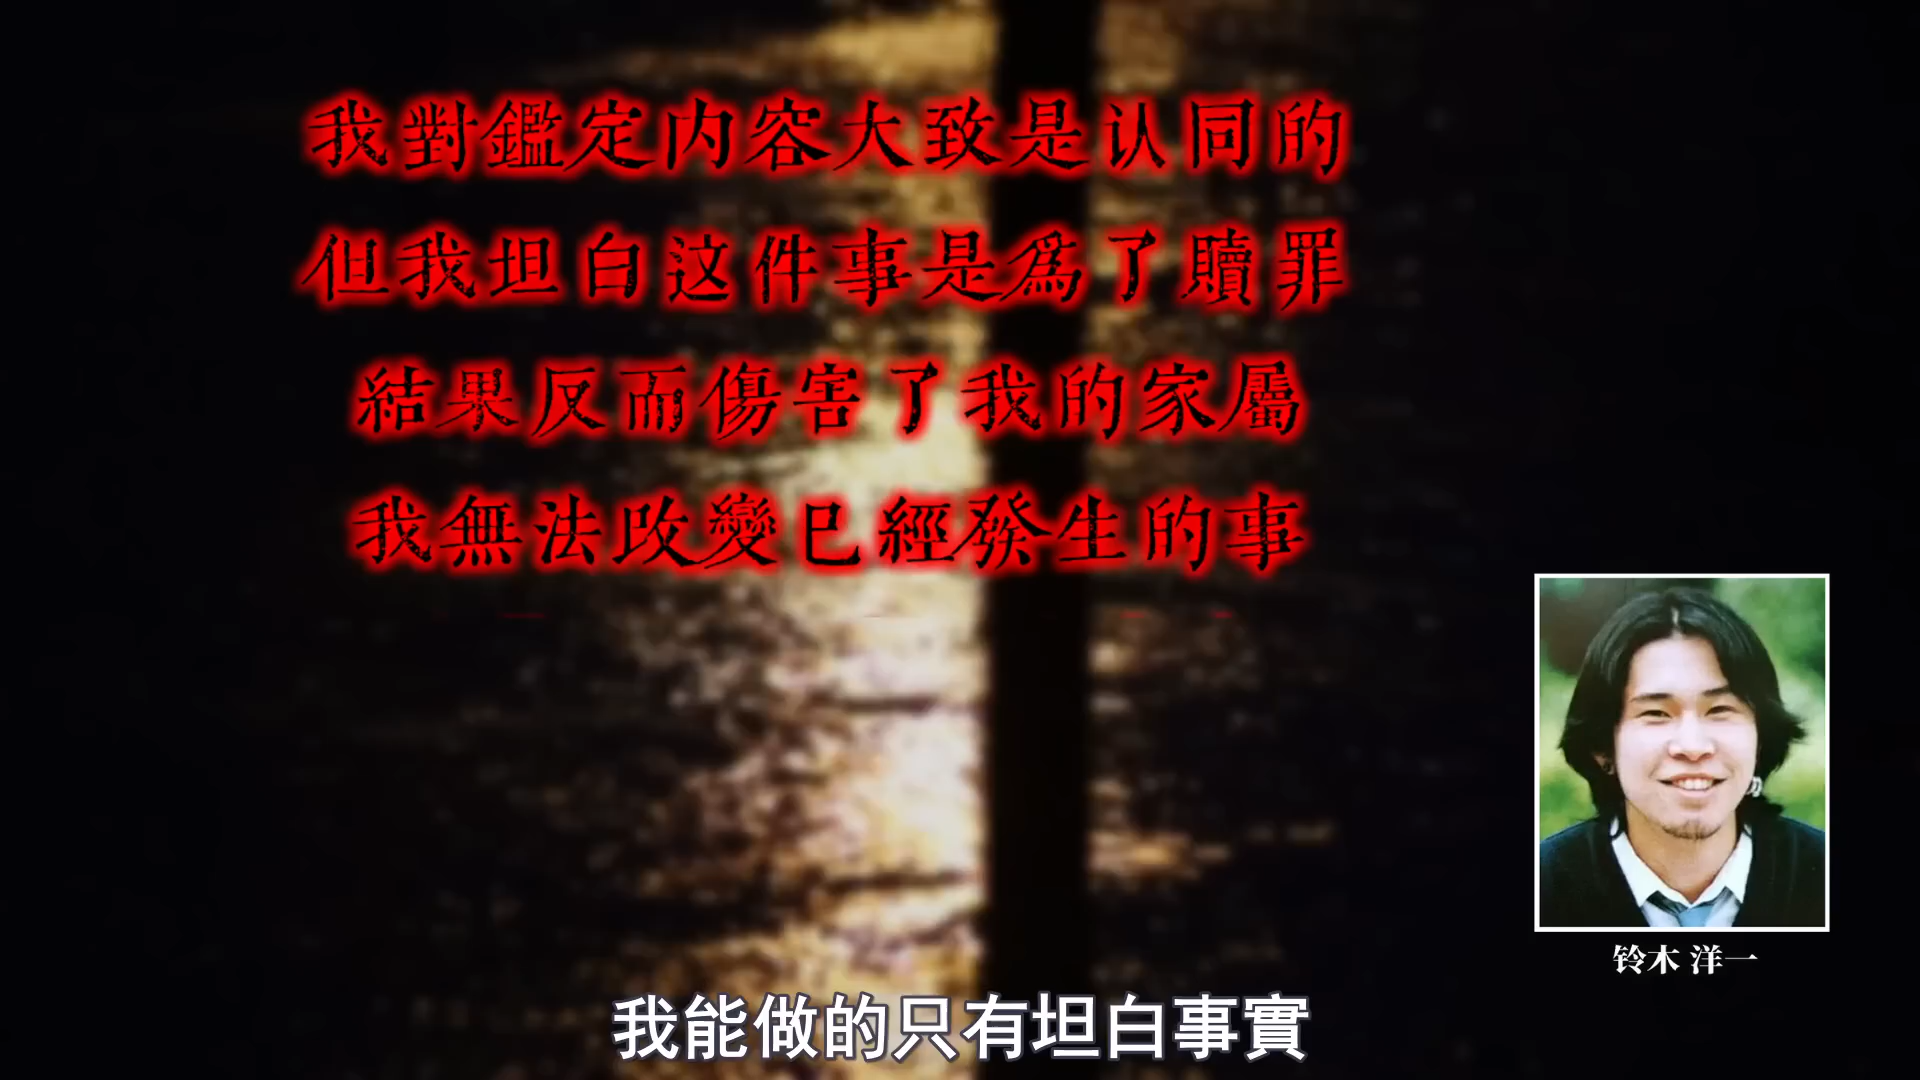 我對鑑定内容大致是认同的
但我坦白这件事是爲了贖罪
結果反而傷害了我的家屬
我無法改變已經發生的事
铃木 洋一
我能做的只有坦白事實